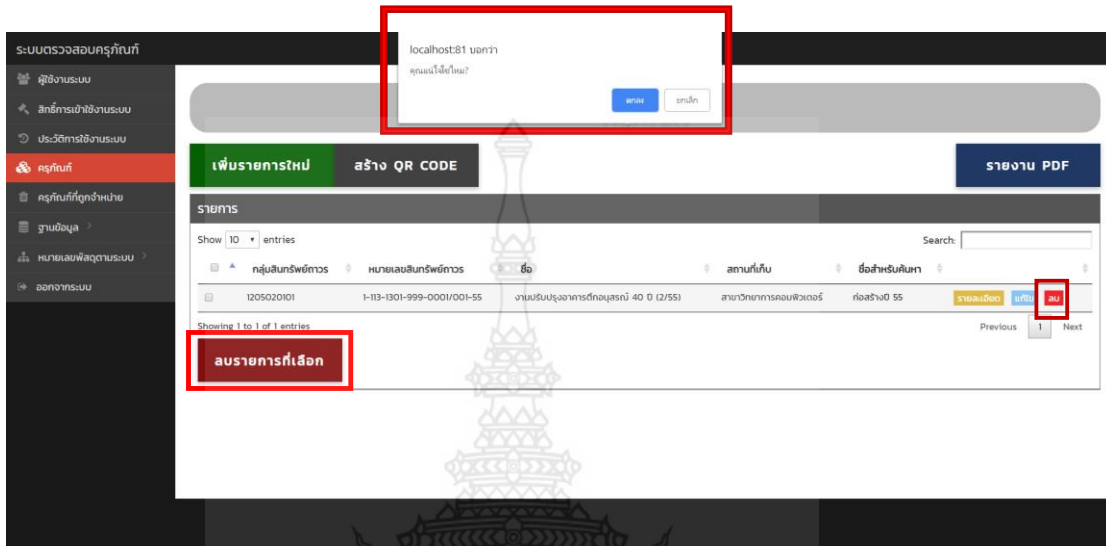 localhost:81 บอกว่า
คุณแน่ใจใช่ไหม?
ตกลง ยกเลิก
ระบบตรวจสอบครุภัณฑ์
ผู้ใช้งานระบบ
สิทธิ์การเข้าใช้งานระบบ
ประวัติการใช้งานระบบ
ครุภัณฑ์
ครุภัณฑ์ที่ถูกจำหน่าย
ฐานข้อมูล
หมายเลขพัสดุตามระบบ
ออกจากระบบ
เพิ่มรายการใหม่ สร้าง QR CODE รายงาน PDF
รายการ
Show 10 entries Search:
กลุ่มสินทรัพย์ถาวร หมายเลขสินทรัพย์ถาวร ชื่อ สถานที่เก็บ ชื่อสำหรับค้นหา
1205020101 1-113-1301-999-0001/001-55 งานปรับปรุงอาคารตึกอนุสรณ์ 40 ปี (2/55) สาขาวิทยาการคอมพิวเตอร์ ก่อสร้างปี 55 รายละเอียด แก้ไข ลบ
Showing 1 to 1 of 1 entries Previous 1 Next
ลบรายการที่เลือก